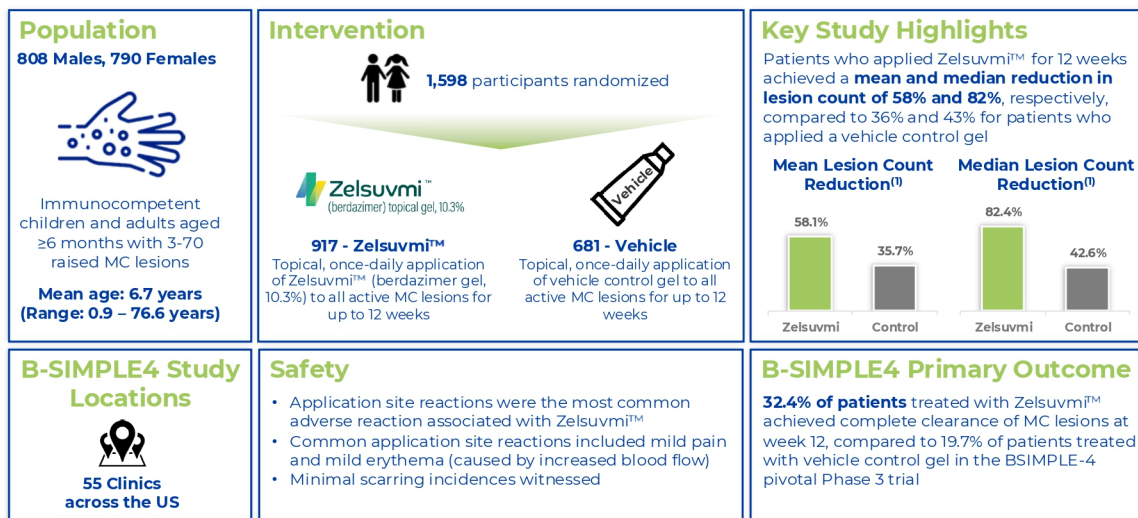 Population
808 Males, 790 Females
Immunocompetent
children and adults aged
≥6 months with 3-70
raised MC lesions
Mean age: 6.7 years
(Range: 0.9 – 76.6 years)
Intervention
1,598 participants randomized
Zelsuvmi™
(berdazimer) topical gel, 10.3%
917 - Zelsuvmi™
Topical, once-daily application
of Zelsuvmi™ (berdazimer gel,
10.3%) to all active MC lesions for
up to 12 weeks
Vehicle
681 - Vehicle
Topical, once-daily application
of vehicle control gel to all
active MC lesions for up to 12
weeks
Key Study Highlights
Patients who applied Zelsuvmi™ for 12 weeks
achieved a mean and median reduction in
lesion count of 58% and 82%, respectively,
compared to 36% and 43% for patients who
applied a vehicle control gel
Mean Lesion Count
Reduction(1)
58.1%
35.7%
Zelsuvmi
Control
Median Lesion Count
Reduction(1)
82.4%
42.6%
Zelsuvmi
Control
B-SIMPLE4 Study
Locations
55 Clinics
across the US
Safety
• Application site reactions were the most common
adverse reaction associated with Zelsuvmi™
• Common application site reactions included mild pain
and mild erythema (caused by increased blood flow)
• Minimal scarring incidences witnessed
B-SIMPLE4 Primary Outcome
32.4% of patients treated with Zelsuvmi™
achieved complete clearance of MC lesions at
week 12, compared to 19.7% of patients treated
with vehicle control gel in the BSIMPLE-4
pivotal Phase 3 trial